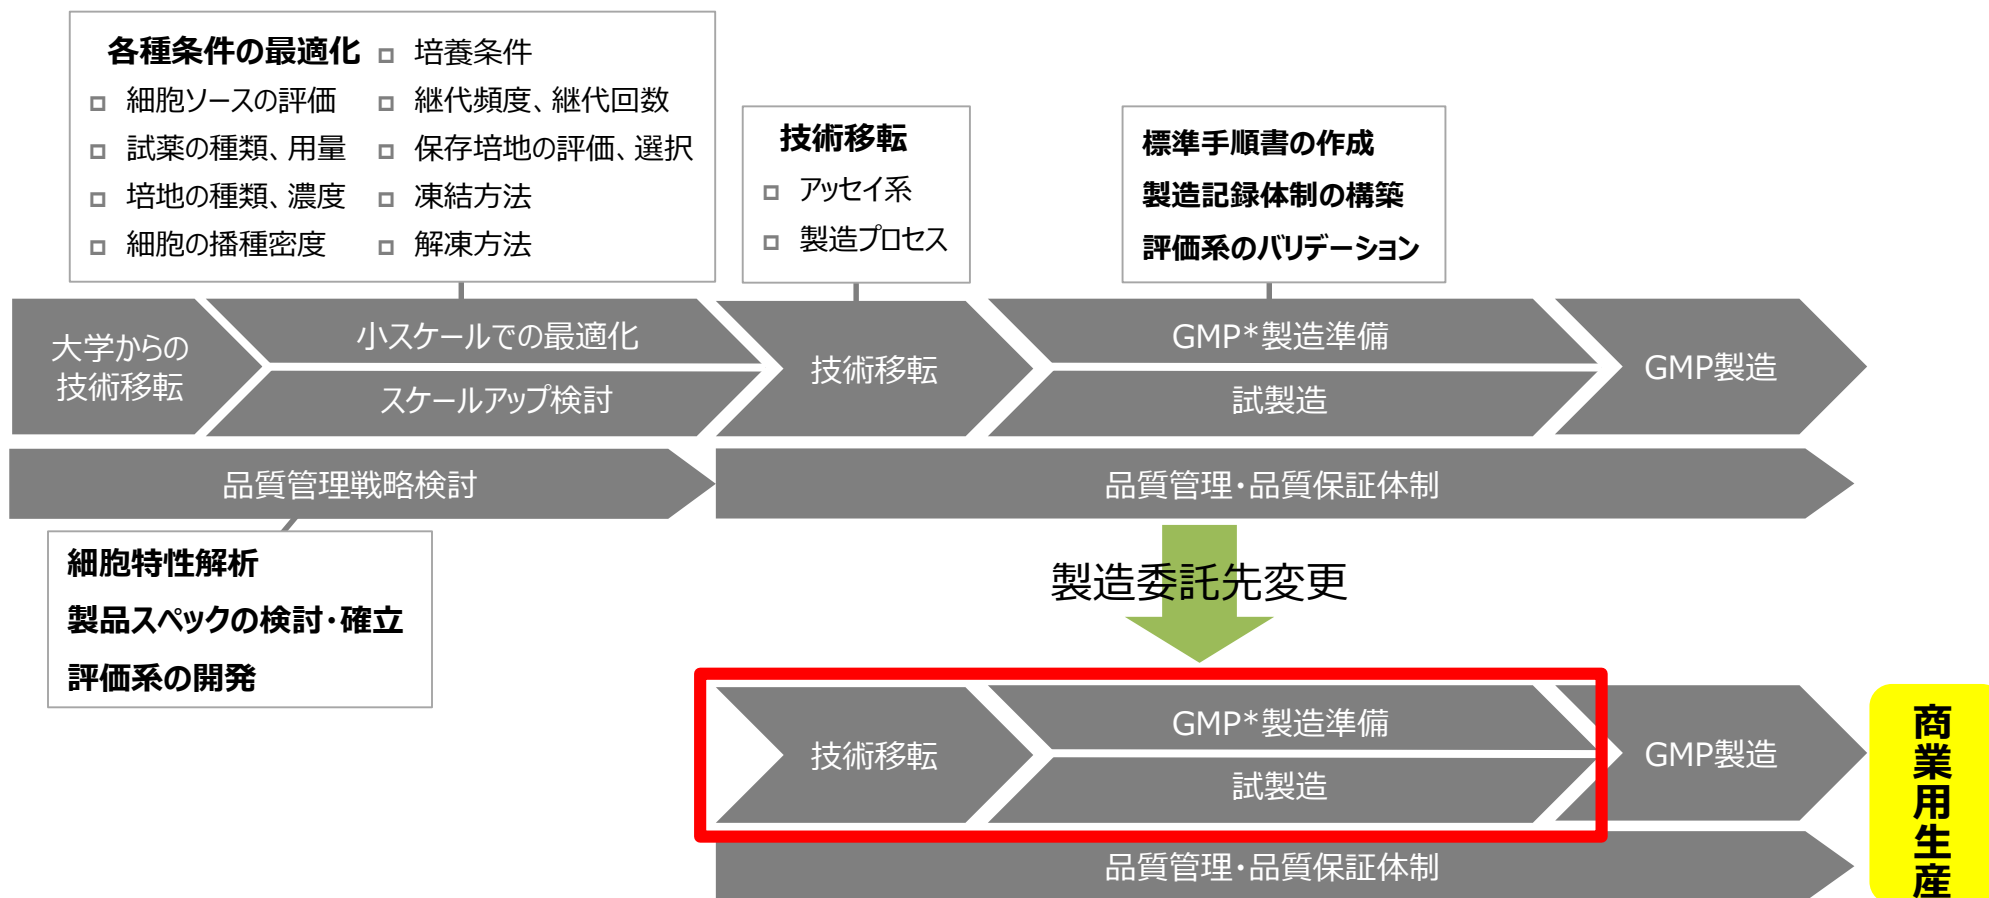 各種条件の最適化
細胞ソースの評価
試薬の種類、用量
培地の種類、濃度
細胞の播種密度
培養条件
継代頻度、継代回数
保存培地の評価、選択
凍結方法
解凍方法
技術移転
アッセイ系
製造プロセス
標準手順書の作成
製造記録体制の構築
評価系のバリデーション
大学からの
技術移転
小スケールでの最適化
スケールアップ検討
技術移転
GMP*製造準備
試製造
GMP製造
品質管理戦略検討
品質管理・品質保証体制
細胞特性解析
製品スペックの検討・確立
評価系の開発
製造委託先変更
技術移転
GMP*製造準備
試製造
GMP製造
品質管理・品質保証体制
商業用生産